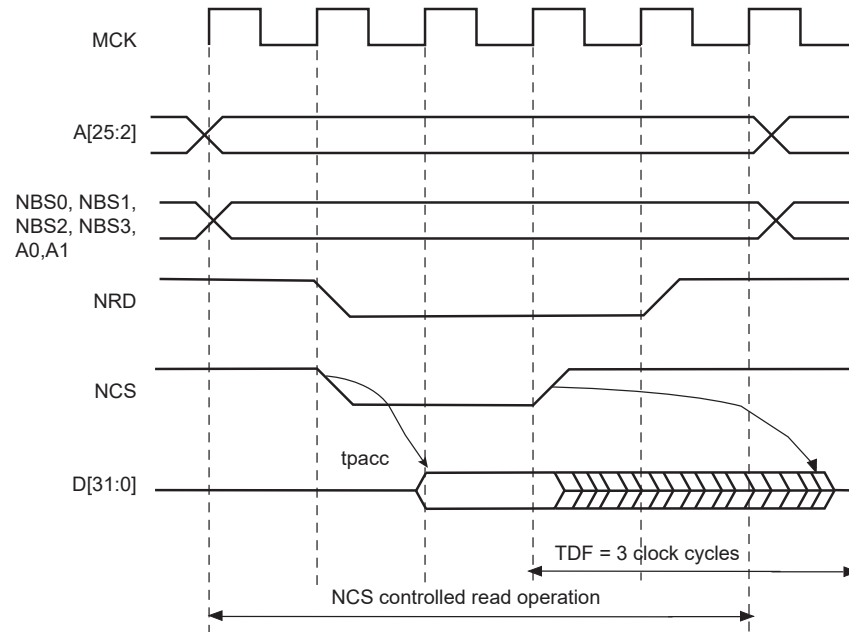 MCK
A[25:2]
NBS0, NBS1,
NBS2, NBS3,
A0,A1
NRD
NCS
tpacc
D[31:0]
TDF = 3 clock cycles
NCS controlled read operation